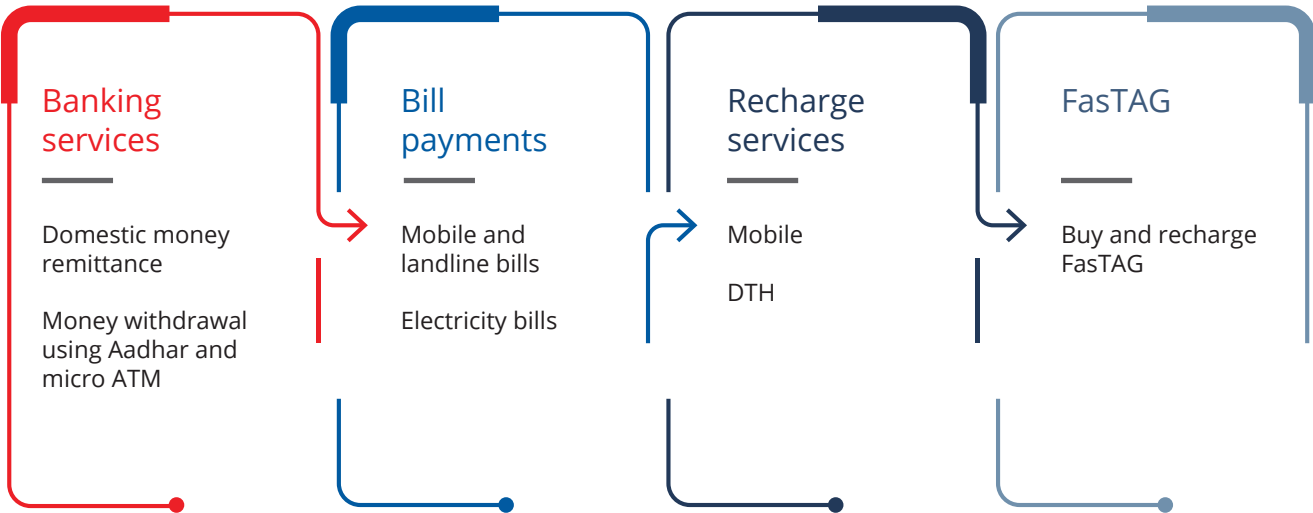 Banking
services
Domestic money
remittance
Money withdrawal
using Aadhar and
micro ATM
Bill
payments
Mobile and
landline bills
Electricity bills
Recharge
services
Mobile
DTH
FasTAG
Buy and recharge
FasTAG